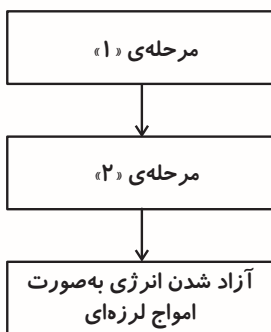 مرحله‌ی «۱»
مرحله‌ی «۲»
آزاد شدن انرژی به‌صورت
امواج لرزه‌ای